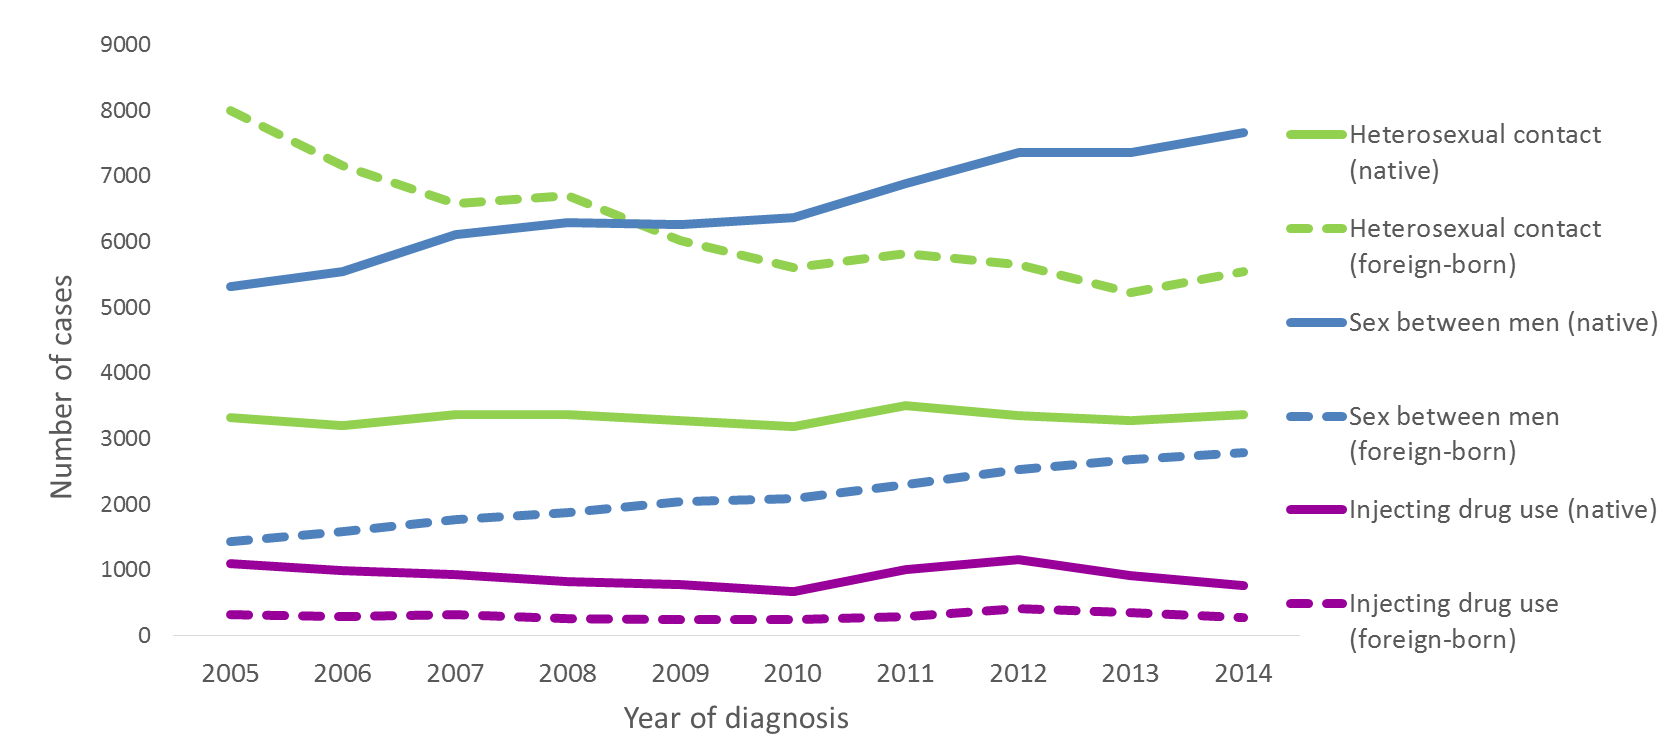 9000
8000
7000
6000
5000
4000
3000
2000
1000
0
Number of cases
2005 2006 2007 2008 2009 2010 2011 2012 2013 2014
Year of diagnosis
Heterosexual contact
(native)
Heterosexual contact
(foreign-born)
Sex between men (native)
Sex between men
(foreign-born)
Injecting drug use (native)
Injecting drug use
(foreign-born)